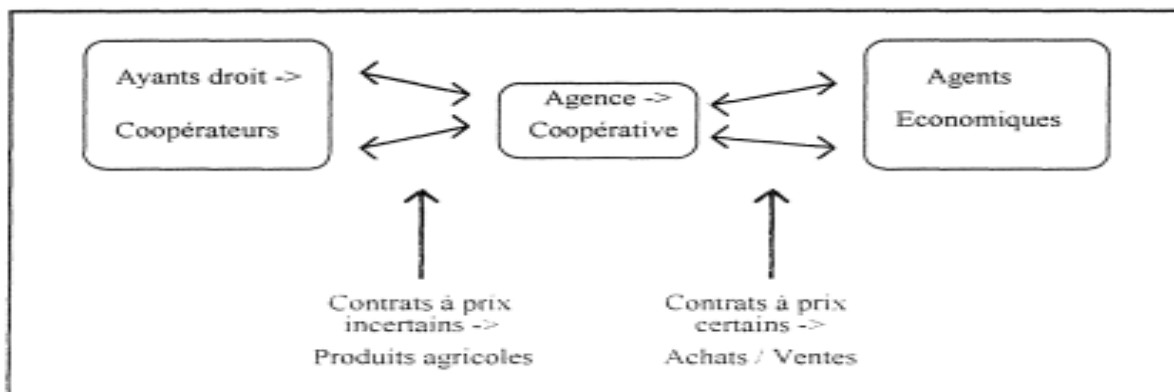 Ayants droit ->
Coopérateurs
Agence ->
Coopérative
Agents
Economiques
Contrats à prix
incertains ->
Produits agricoles
Contrats à prix
certains ->
Achats / Ventes